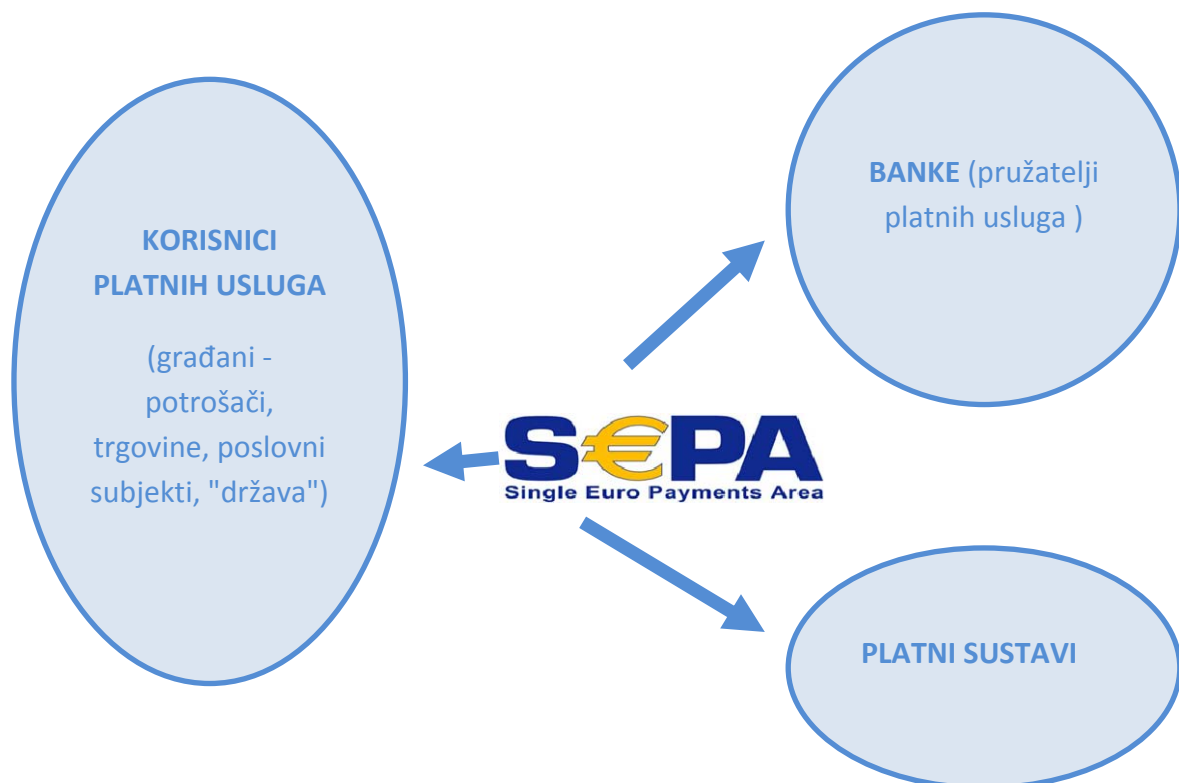 KORISNICI
PLATNIH USLUGA
(građani -
potrošači,
trgovine, poslovni
subjekti, "država")
BANKE (pružatelji
platnih usluga )
S€PA
Single Euro Payments Area
PLATNI SUSTAVI